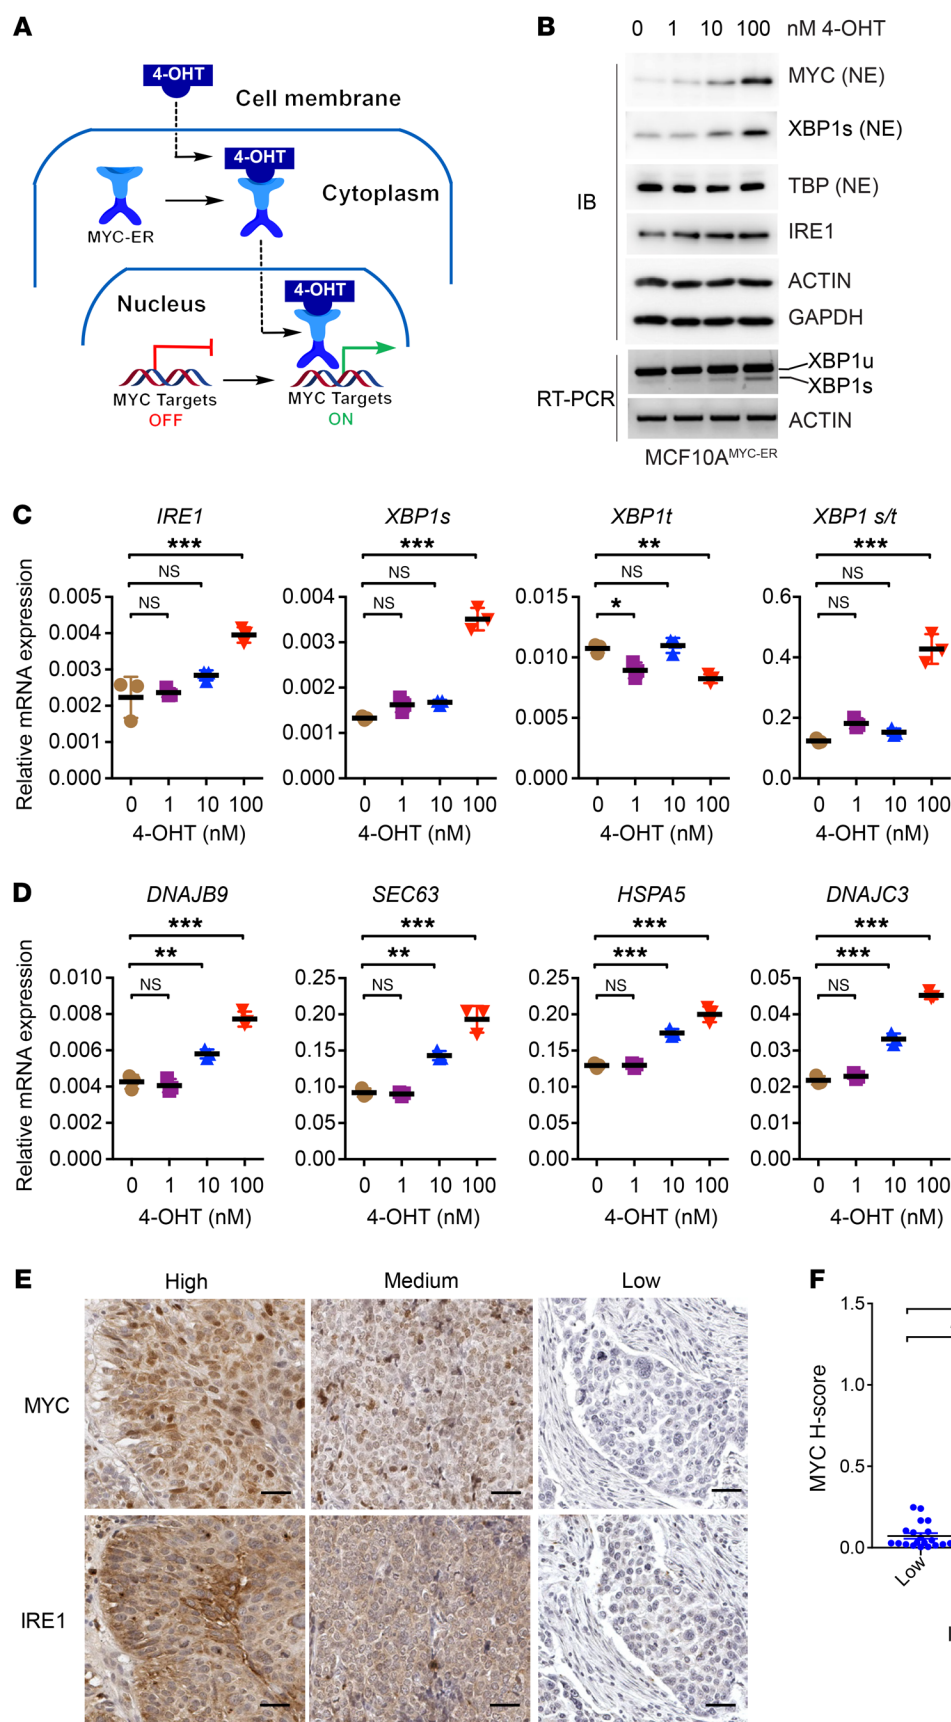 A
4-OHT
Cell membrane
4-OHT
Cytoplasm
MYC-ER
Nucleus
4-OHT
MYC Targets
OFF
MYC Targets
ON
B
0 1 10 100 nM 4-OHT
MYC (NE)
XBP1s (NE)
TBP (NE)
IB
IRE1
ACTIN
GAPDH
XBP1u
XBP1s
RT-PCR
ACTIN
MCF10A^MYC-ER
C
IRE1 XBP1s XBP1t XBP1 s/t
*** *** ** ***
NS NS NS NS
NS NS * NS
Relative mRNA expression
0.005 0.004 0.015 0.6
0.004 0.003 0.010 0.4
0.003 0.002 0.005 0.2
0.002 0.001 0.000 0.0
0.001 0.000
0.000
0 1 10 100 0 1 10 100 0 1 10 100 0 1 10 100
4-OHT (nM) 4-OHT (nM) 4-OHT (nM) 4-OHT (nM)
D
DNAJB9 SEC63 HSPA5 DNAJC3
*** *** *** ***
** ** *** ***
NS NS NS NS
Relative mRNA expression
0.010 0.25 0.25 0.05
0.008 0.20 0.20 0.04
0.006 0.15 0.15 0.03
0.004 0.10 0.10 0.02
0.002 0.05 0.05 0.01
0.000 0.00 0.00 0.00
0 1 10 100 0 1 10 100 0 1 10 100 0 1 10 100
4-OHT (nM) 4-OHT (nM) 4-OHT (nM) 4-OHT (nM)
E
High Medium Low
MYC
IRE1
F
MYC H-score
1.5
1.0
0.5
0.0
Low